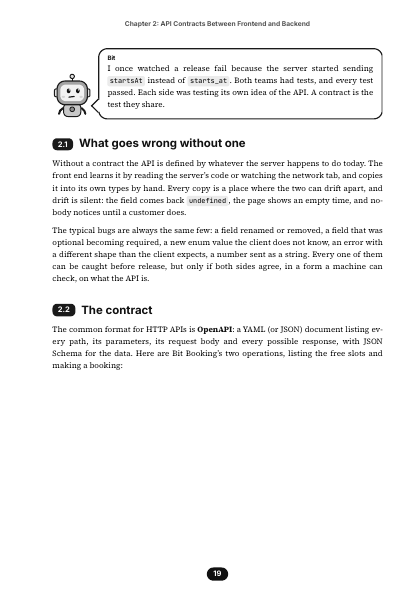 Chapter 2: API Contracts Between Frontend and Backend
Bit
I once watched a release fail because the server started sending
startsAt instead of starts_at. Both teams had tests, and every test
passed. Each side was testing its own idea of the API. A contract is the
test they share.
2.1 What goes wrong without one
Without a contract the API is defined by whatever the server happens to do today. The
front end learns it by reading the server's code or watching the network tab, and copies
it into its own types by hand. Every copy is a place where the two can drift apart, and
drift is silent: the field comes back undefined, the page shows an empty time, and no-
body notices until a customer does.
The typical bugs are always the same few: a field renamed or removed, a field that was
optional becoming required, a new enum value the client does not know, an error with
a different shape than the client expects, a number sent as a string. Every one of them
can be caught before release, but only if both sides agree, in a form a machine can
check, on what the API is.
2.2 The contract
The common format for HTTP APIs is OpenAPI: a YAML (or JSON) document listing ev-
ery path, its parameters, its request body and every possible response, with JSON
Schema for the data. Here are Bit Booking's two operations, listing the free slots and
making a booking:
19